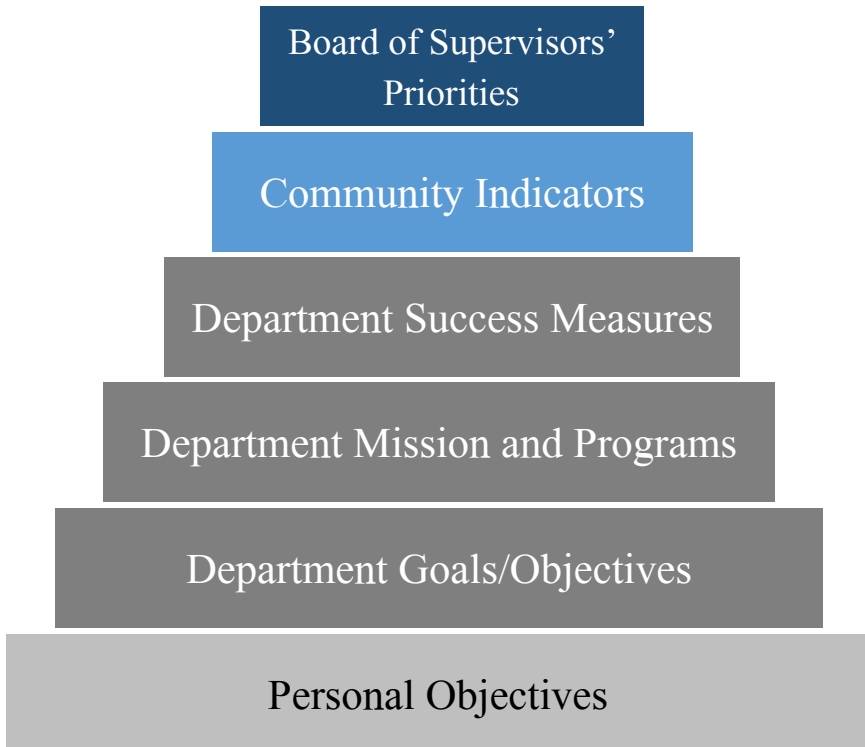 Board of Supervisors’
Priorities
Community Indicators
Department Success Measures
Department Mission and Programs
Department Goals/Objectives
Personal Objectives